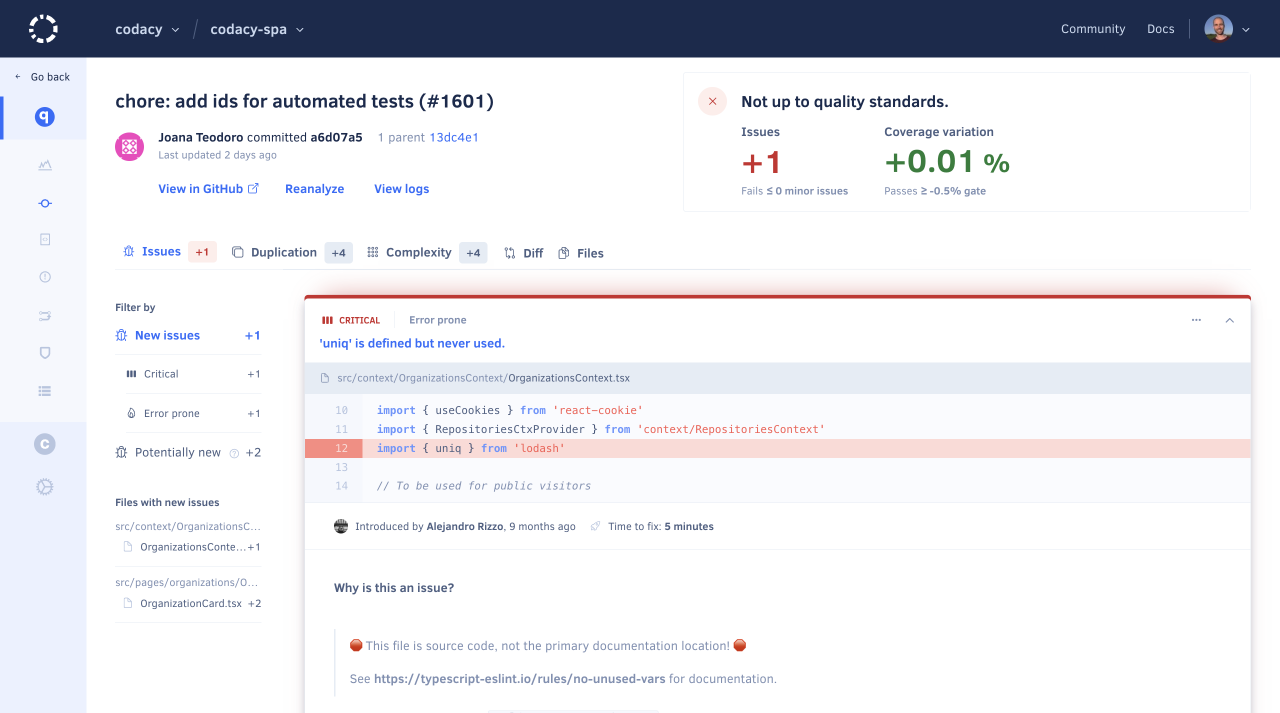 codacy / codacy-spa
Community Docs
← Go back
q
chore: add ids for automated tests (#1601)
Joana Teodoro committed a6d07a5 1 parent 13dc4e1
Last updated 2 days ago
View in GitHub Reanalyze View logs
Not up to quality standards.
Issues
+1
Fails ≤ 0 minor issues
Coverage variation
+0.01 %
Passes ≥ -0.5% gate
Issues +1 Duplication +4 Complexity +4 Diff Files
Filter by
New issues +1
Critical +1
Error prone +1
Potentially new ? +2
Files with new issues
src/context/OrganizationsC...
OrganizationsConte... +1
src/pages/organizations/O...
OrganizationCard.tsx +2
C
CRITICAL Error prone ...
'uniq' is defined but never used.
src/context/OrganizationsContext/OrganizationsContext.tsx
10 import { useCookies } from 'react-cookie'
11 import { RepositoriesCtxProvider } from 'context/RepositoriesContext'
12 import { uniq } from 'lodash'
13
14 // To be used for public visitors
Introduced by Alejandro Rizzo, 9 months ago Time to fix: 5 minutes
Why is this an issue?
🛑 This file is source code, not the primary documentation location! 🛑
See https://typescript-eslint.io/rules/no-unused-vars for documentation.